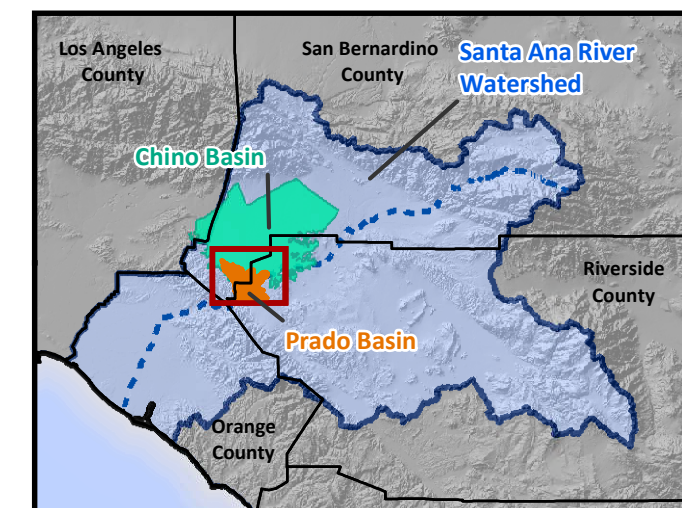 Los Angeles
County
San Bernardino
County
Santa Ana River
Watershed
Chino Basin
Riverside
County
Prado Basin
Orange
County